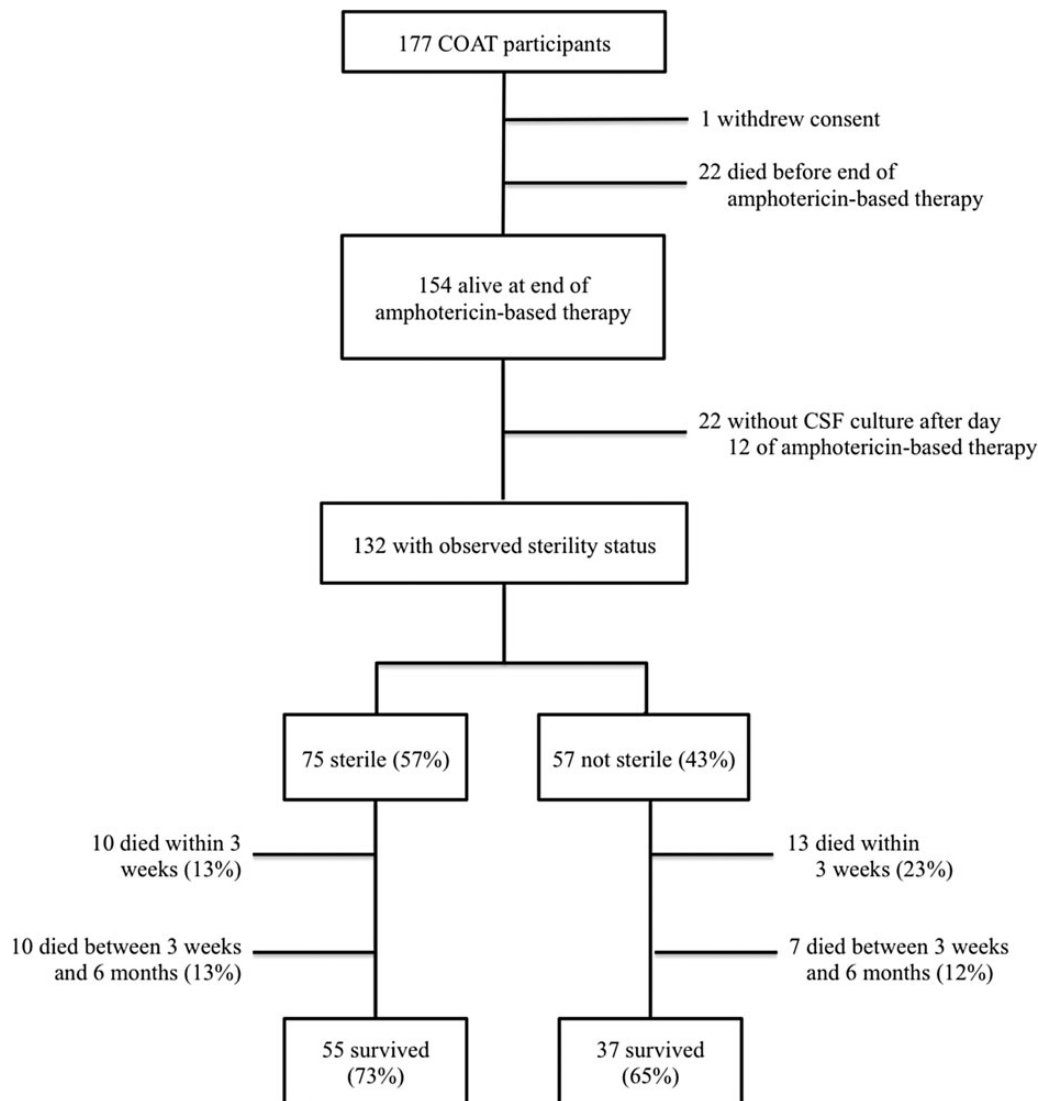 177 COAT participants
1 withdrew consent
22 died before end of
amphotericin-based therapy
154 alive at end of
amphotericin-based therapy
22 without CSF culture after day
12 of amphotericin-based therapy
132 with observed sterility status
75 sterile (57%)
57 not sterile (43%)
10 died within 3
weeks (13%)
13 died within
3 weeks (23%)
10 died between 3 weeks
and 6 months (13%)
7 died between 3 weeks
and 6 months (12%)
55 survived
(73%)
37 survived
(65%)